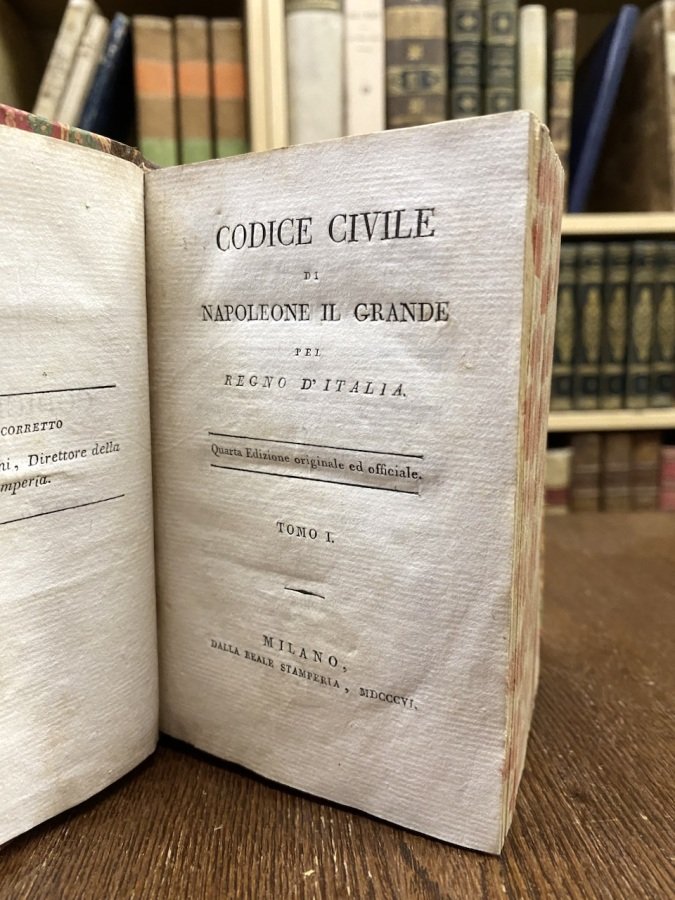 CORRETTO
ni, Direttore della
mperia.
CODICE CIVILE
DI
NAPOLEONE IL GRANDE
PEL
REGNO D'ITALIA.
Quarta Edizione originale ed officiale.
TOMO I.
MILANO,
DALLA REALE STAMPERIA, MDCCCVI.